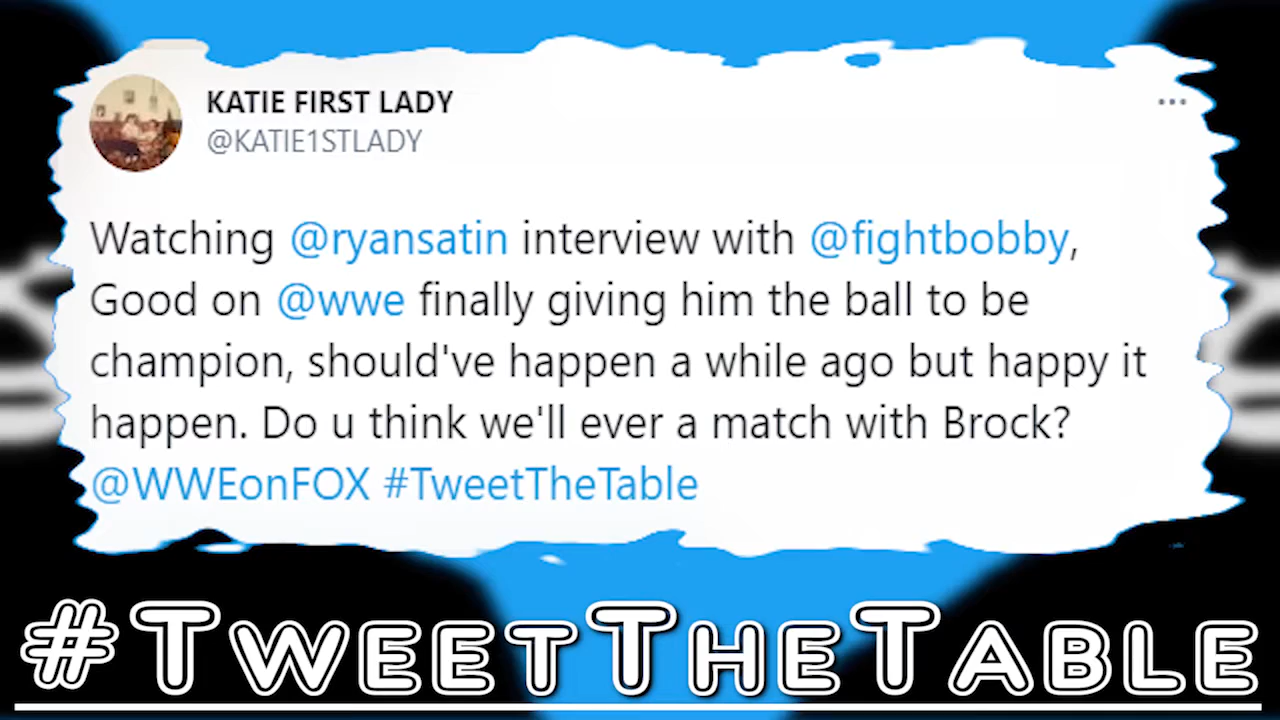 KATIE FIRST LADY
@KATIE1STLADY
Watching @ryansatin interview with @fightbobby,
Good on @wwe finally giving him the ball to be
champion, should've happen a while ago but happy it
happen. Do u think we'll ever a match with Brock?
@WWEonFOX #TweetTheTable
#TweetTheTable